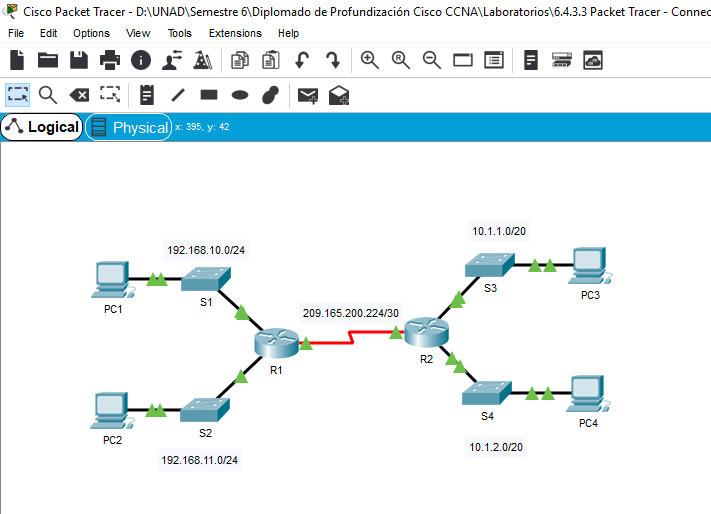 Cisco Packet Tracer - D:\UNAD\Semestre 6\Diplomado de Profundización Cisco CCNA\Laboratorios\6.4.3.3 Packet Tracer - Connec
File Edit Options View Tools Extensions Help
Logical Physical x: 395, y: 42
10.1.1.0/20
192.168.10.0/24
S3
PC3
S1
PC1
209.165.200.224/30
R1
R2
S4
PC4
S2
PC2
10.1.2.0/20
192.168.11.0/24